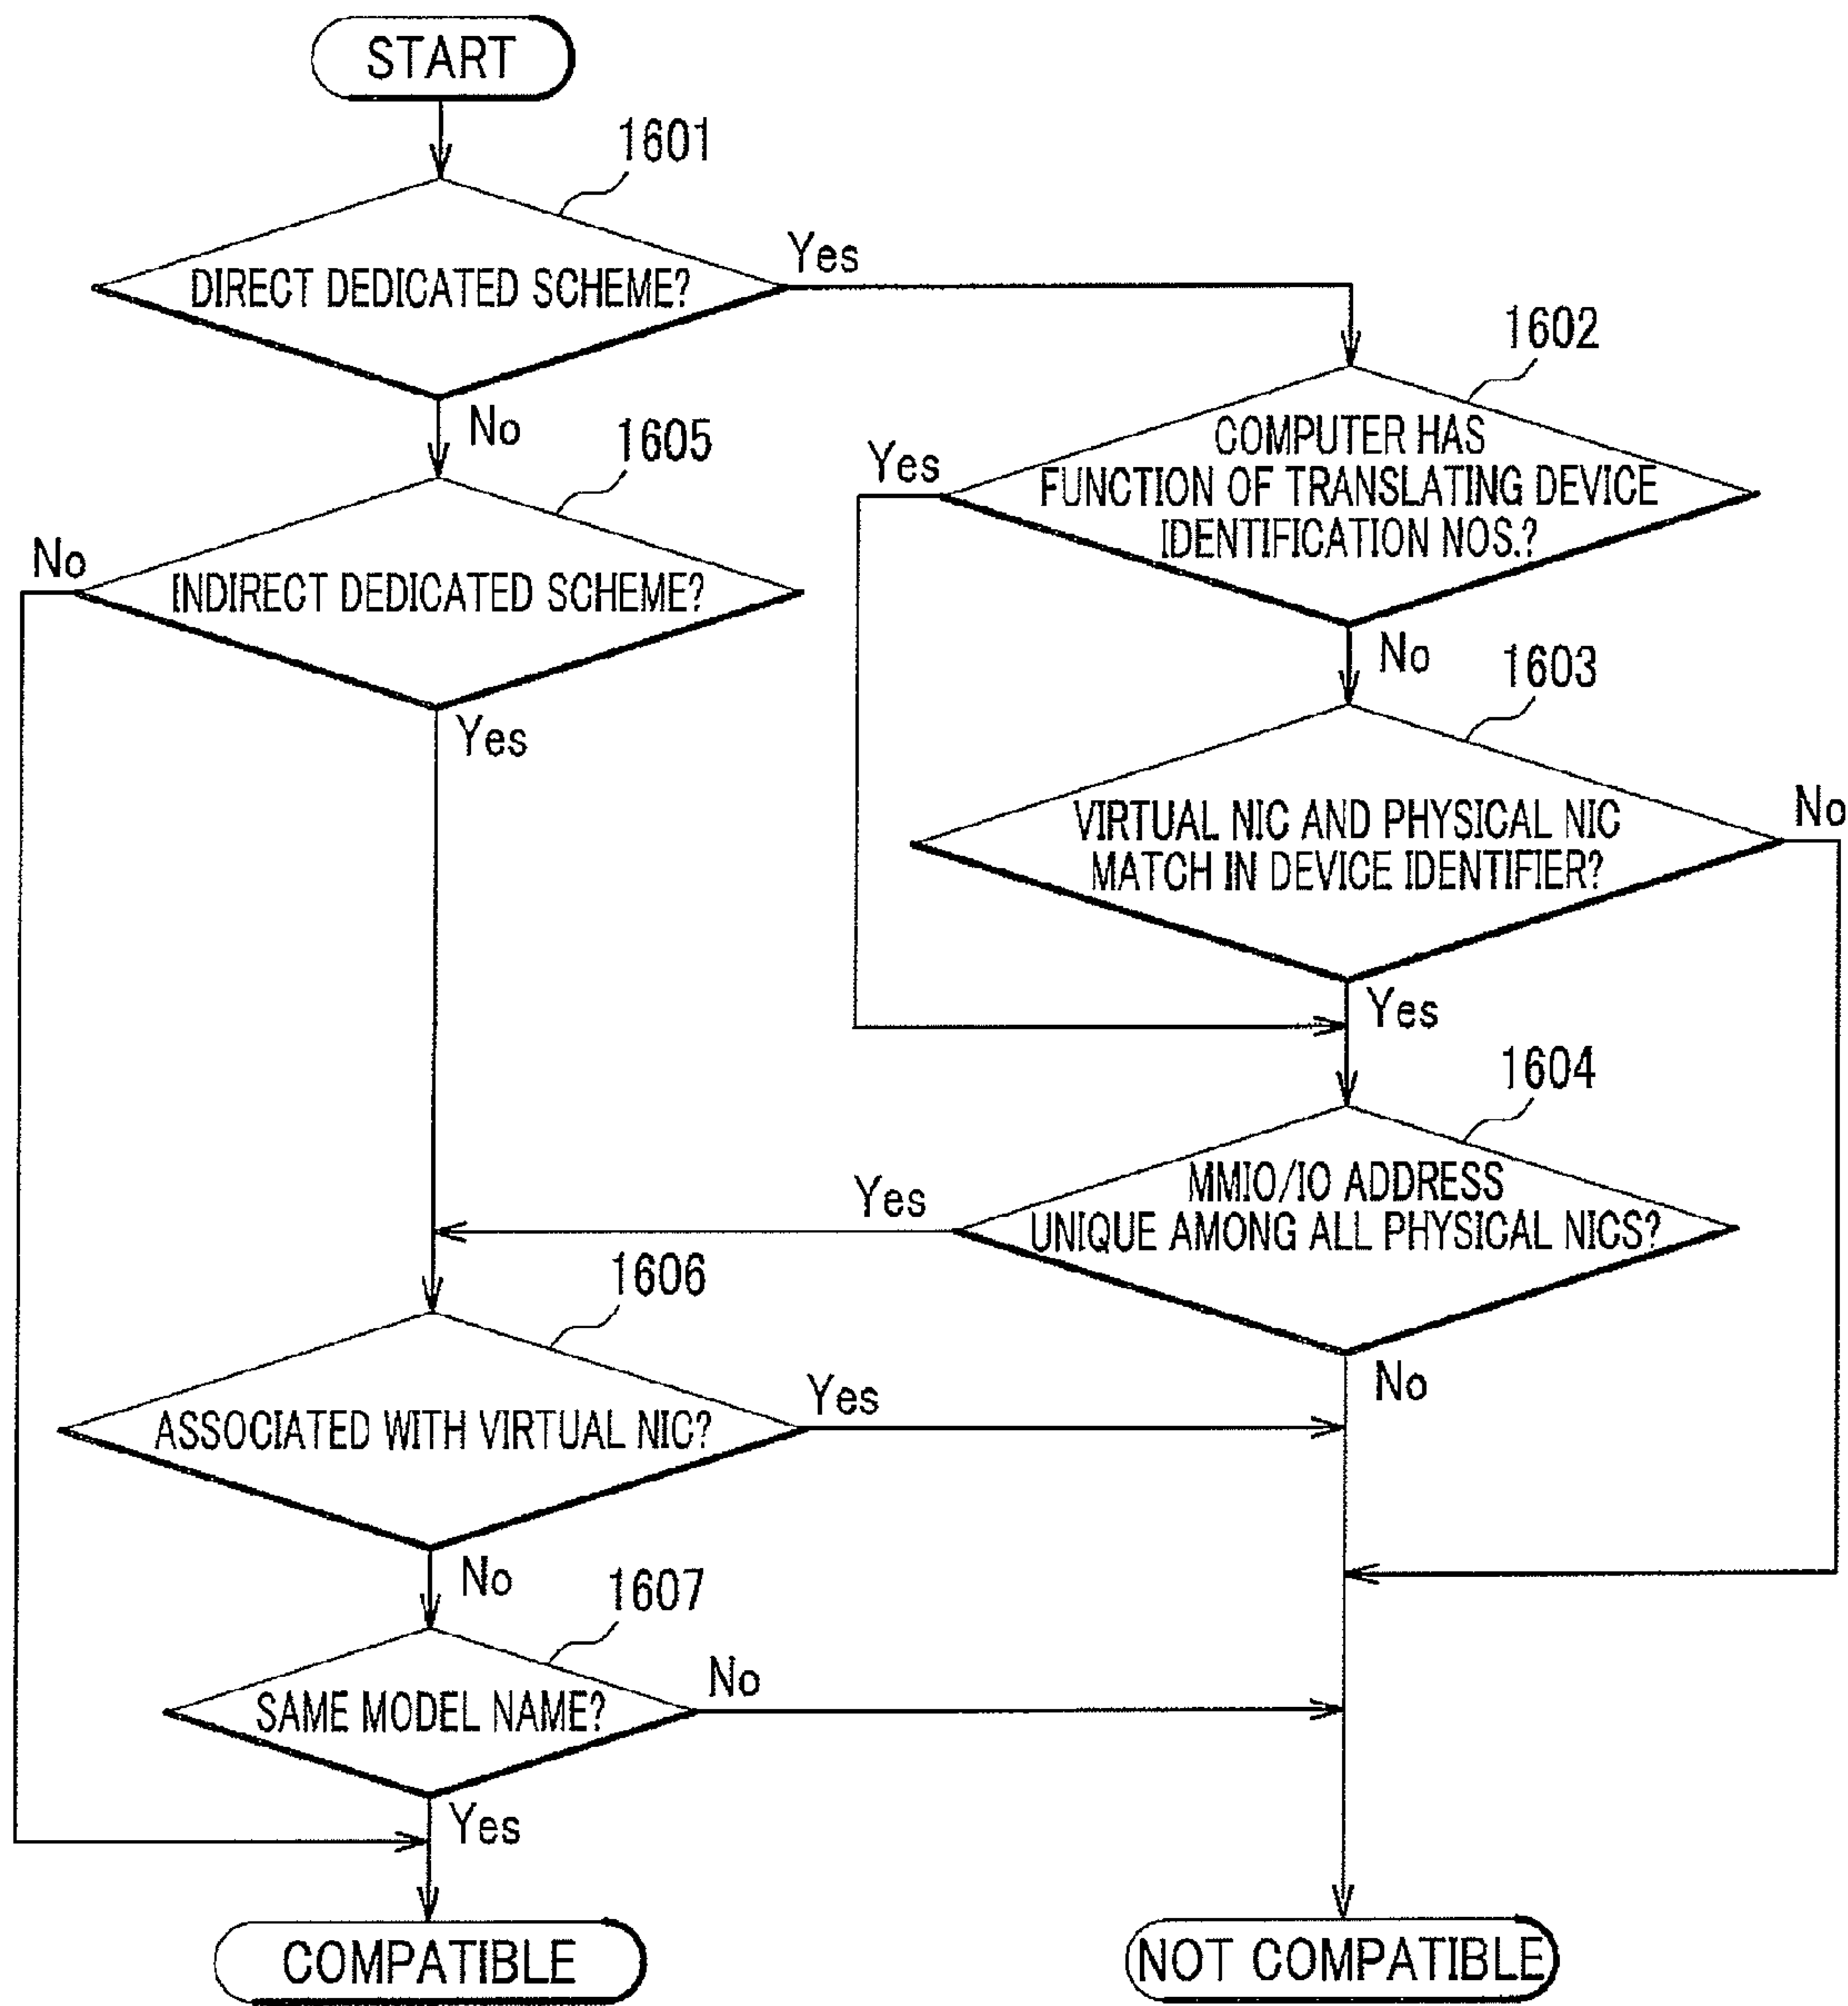 START
1601
DIRECT DEDICATED SCHEME?
Yes
No
1602
COMPUTER HAS
FUNCTION OF TRANSLATING DEVICE
IDENTIFICATION NOS.?
Yes
No
1605
INDIRECT DEDICATED SCHEME?
No
Yes
1603
VIRTUAL NIC AND PHYSICAL NIC
MATCH IN DEVICE IDENTIFIER?
No
Yes
1604
MMIO/IO ADDRESS
UNIQUE AMONG ALL PHYSICAL NICS?
Yes
No
1606
ASSOCIATED WITH VIRTUAL NIC?
Yes
No
1607
SAME MODEL NAME?
No
Yes
COMPATIBLE
NOT COMPATIBLE